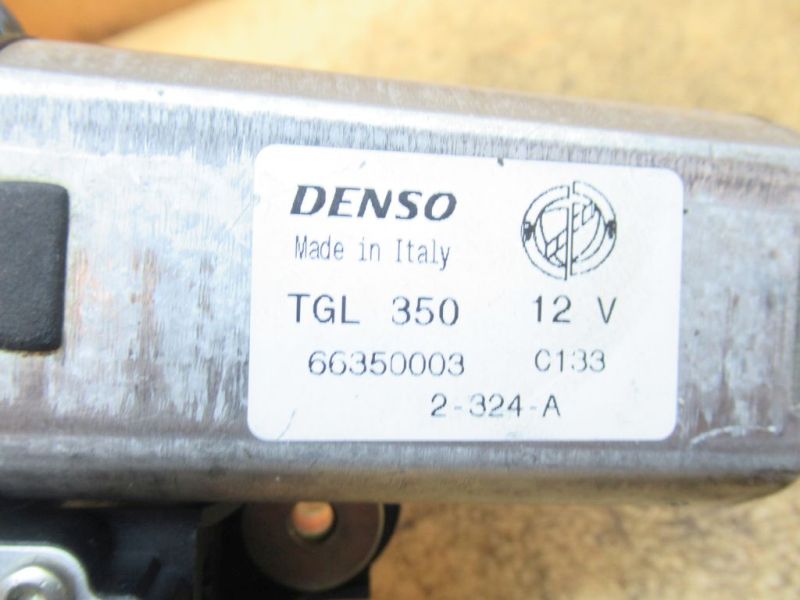 DENSO
Made in Italy
TGL 350 12 V
66350003 C133
2-324-A